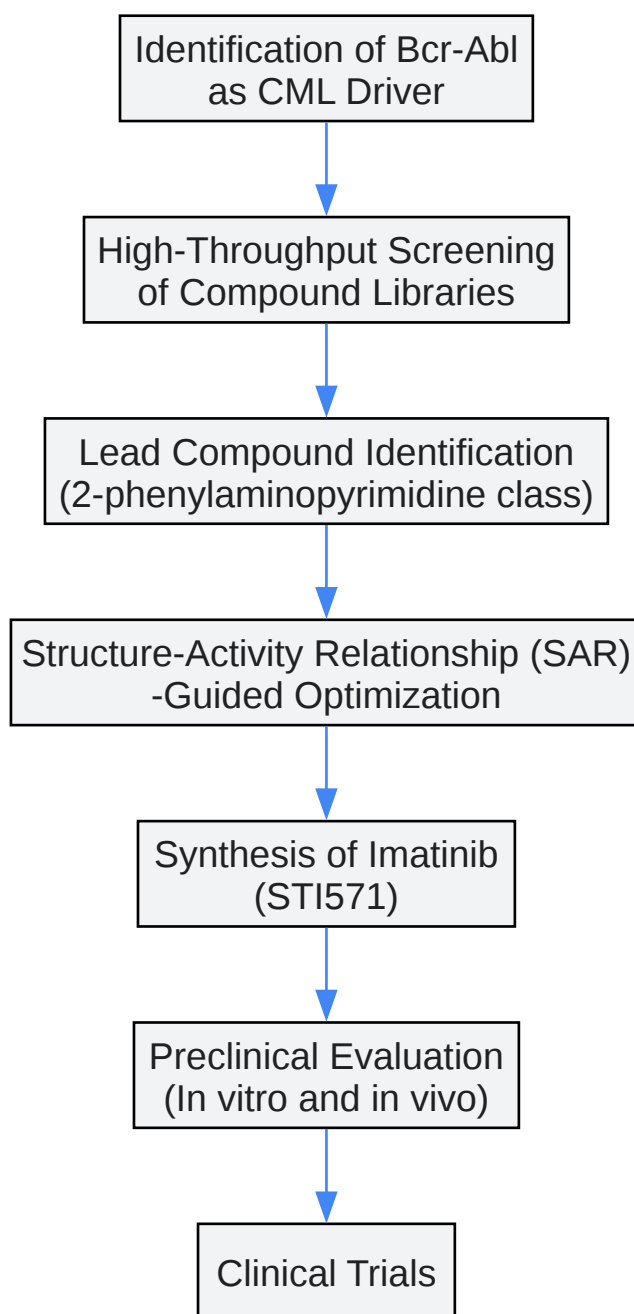 Identification of Bcr-Abl
as CML Driver
High-Throughput Screening
of Compound Libraries
Lead Compound Identification
(2-phenylaminopyrimidine class)
Structure-Activity Relationship (SAR)
-Guided Optimization
Synthesis of Imatinib
(STI571)
Preclinical Evaluation
(In vitro and in vivo)
Clinical Trials